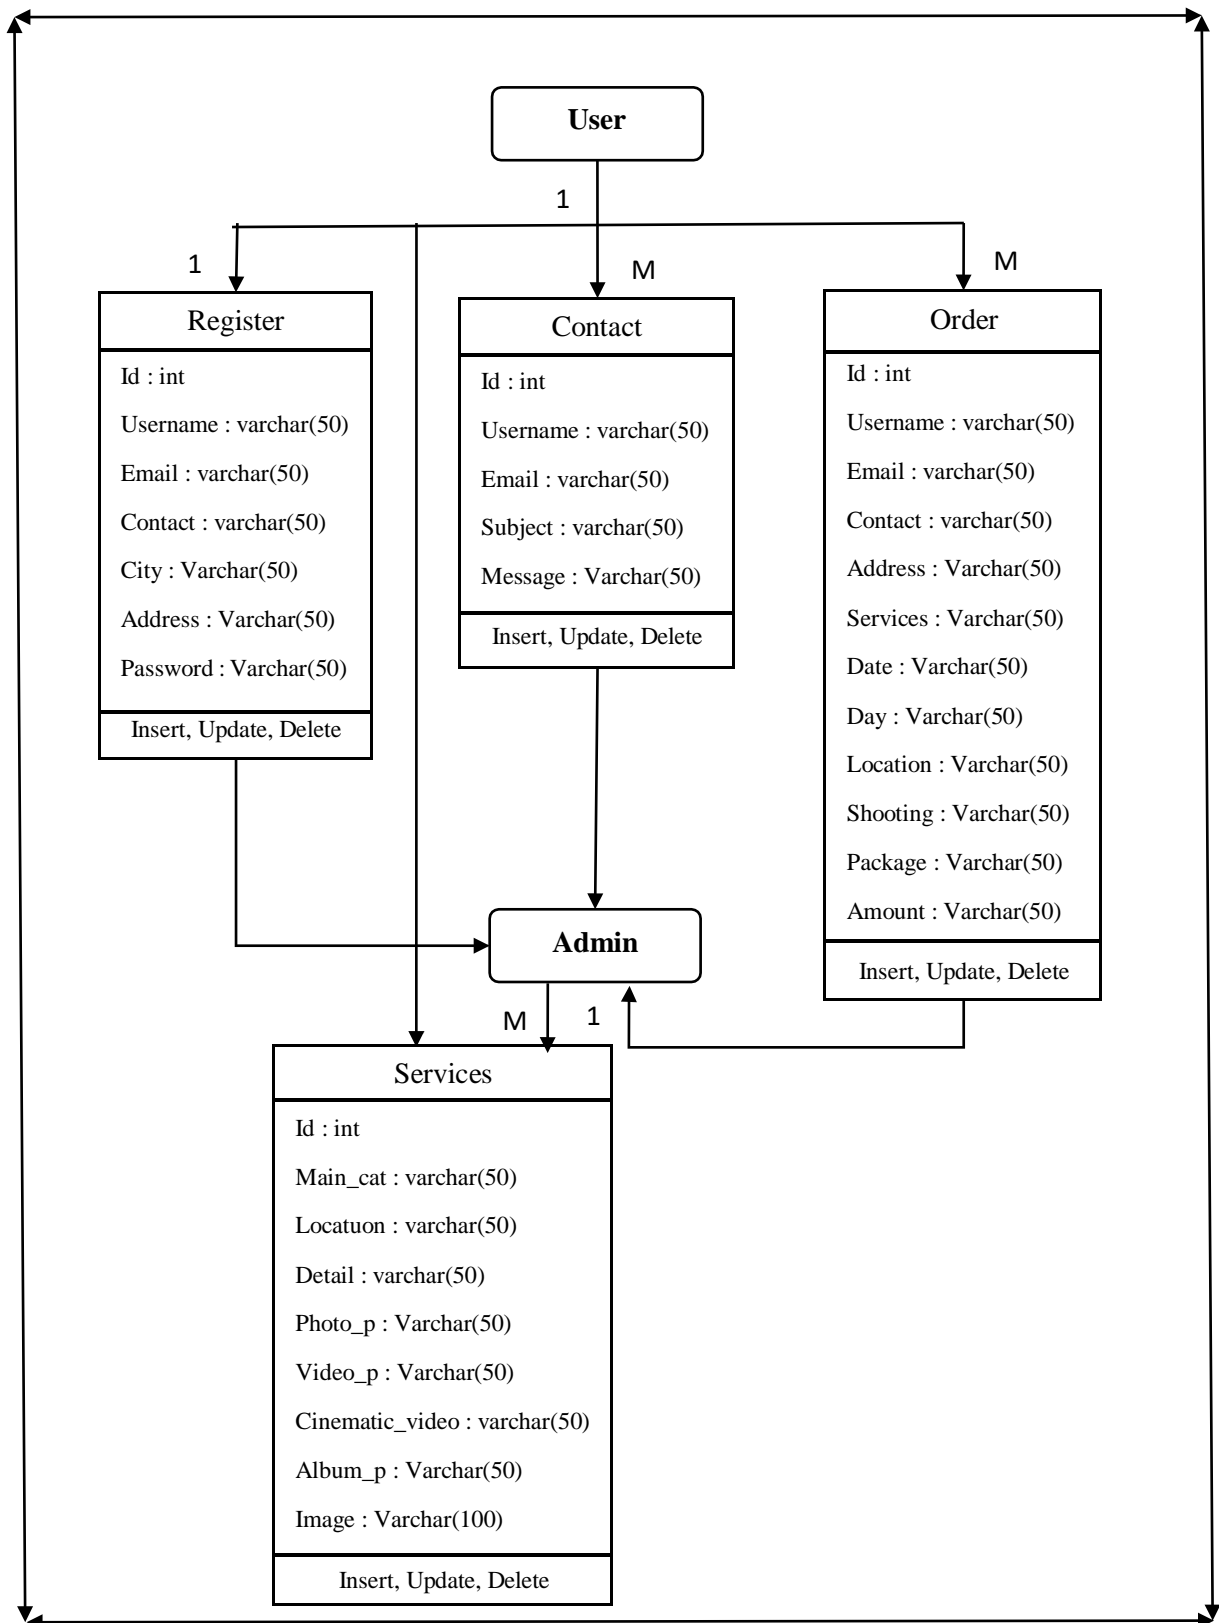 User
1
1
M
M
Register
Id : int
Username : varchar(50)
Email : varchar(50)
Contact : varchar(50)
City : Varchar(50)
Address : Varchar(50)
Password : Varchar(50)
Insert, Update, Delete
Contact
Id : int
Username : varchar(50)
Email : varchar(50)
Subject : varchar(50)
Message : Varchar(50)
Insert, Update, Delete
Order
Id : int
Username : varchar(50)
Email : varchar(50)
Contact : varchar(50)
Address : Varchar(50)
Services : Varchar(50)
Date : Varchar(50)
Day : Varchar(50)
Location : Varchar(50)
Shooting : Varchar(50)
Package : Varchar(50)
Amount : Varchar(50)
Insert, Update, Delete
Admin
M
1
Services
Id : int
Main_cat : varchar(50)
Locatuon : varchar(50)
Detail : varchar(50)
Photo_p : Varchar(50)
Video_p : Varchar(50)
Cinematic_video : varchar(50)
Album_p : Varchar(50)
Image : Varchar(100)
Insert, Update, Delete